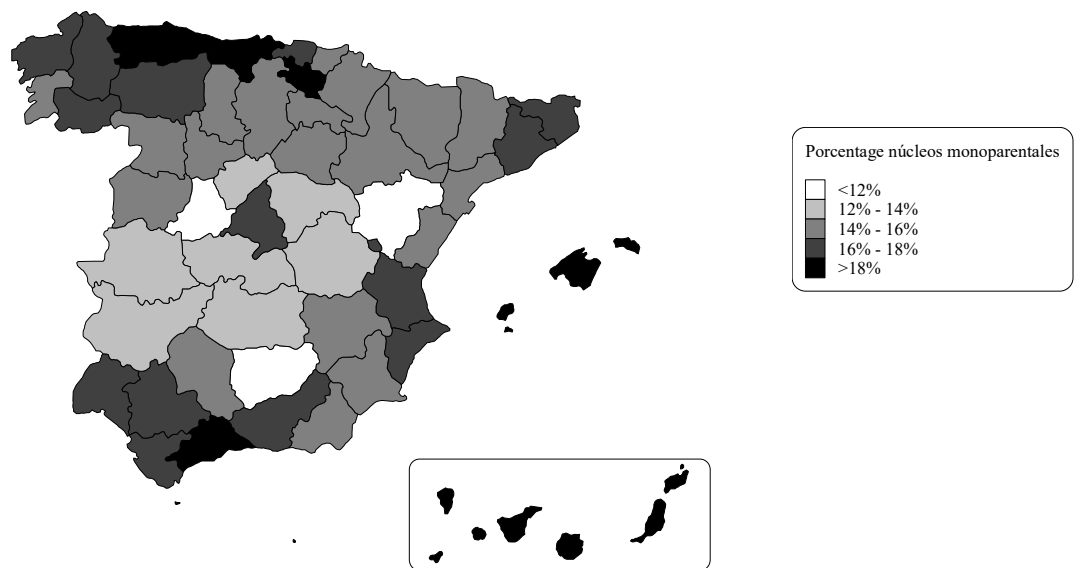 Porcentage núcleos monoparentales
<12%
12% - 14%
14% - 16%
16% - 18%
>18%